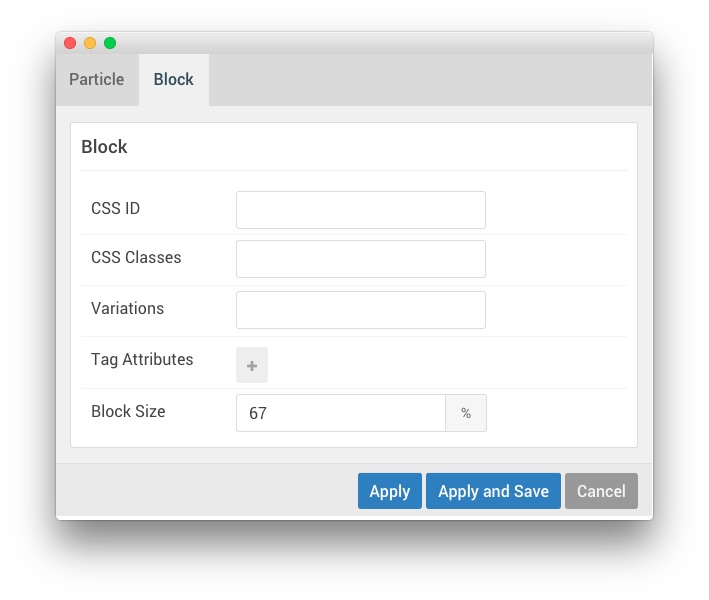 Particle Block
Block
CSS ID
CSS Classes
Variations
Tag Attributes +
Block Size 67 %
Apply Apply and Save Cancel